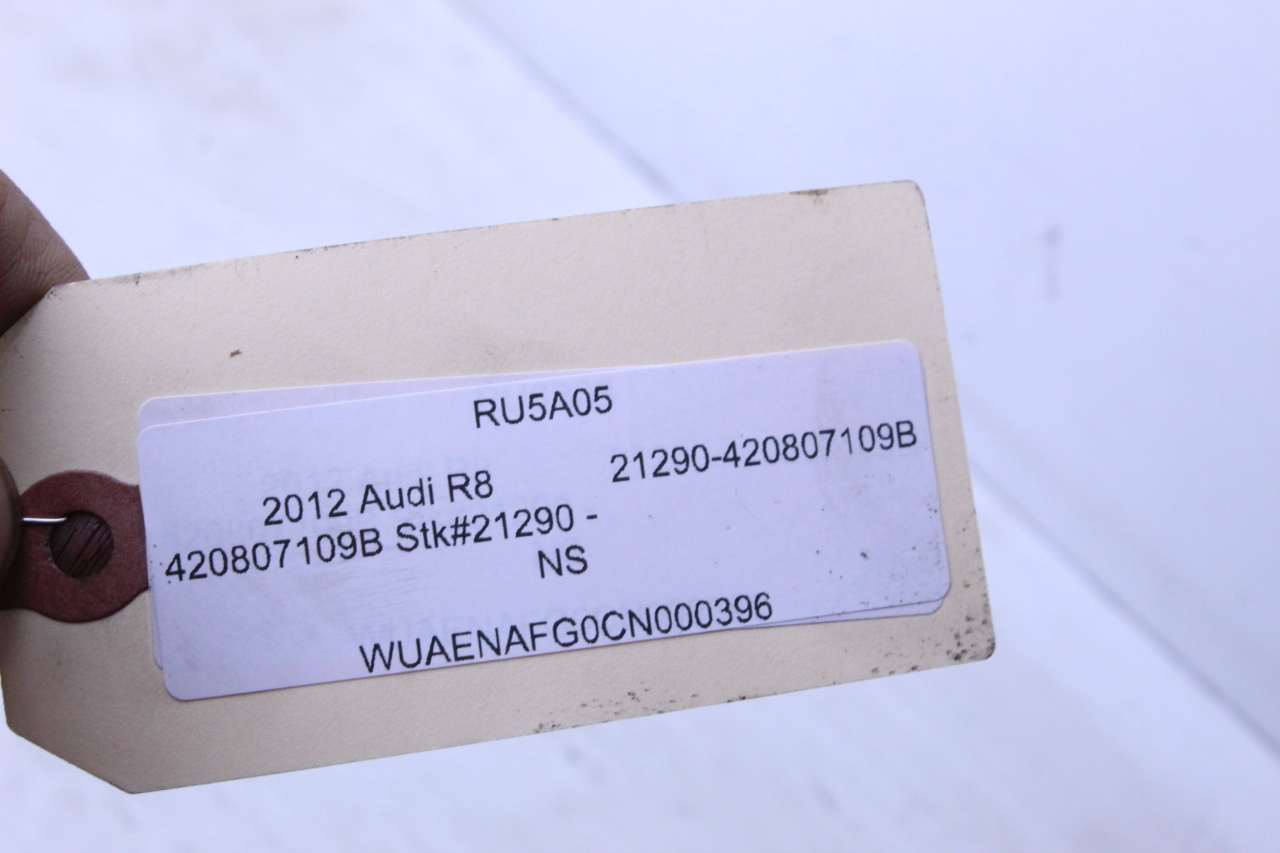 RU5A05
21290-420807109B
2012 Audi R8
420807109B Stk#21290 -
NS
WUAENAFG0CN000396